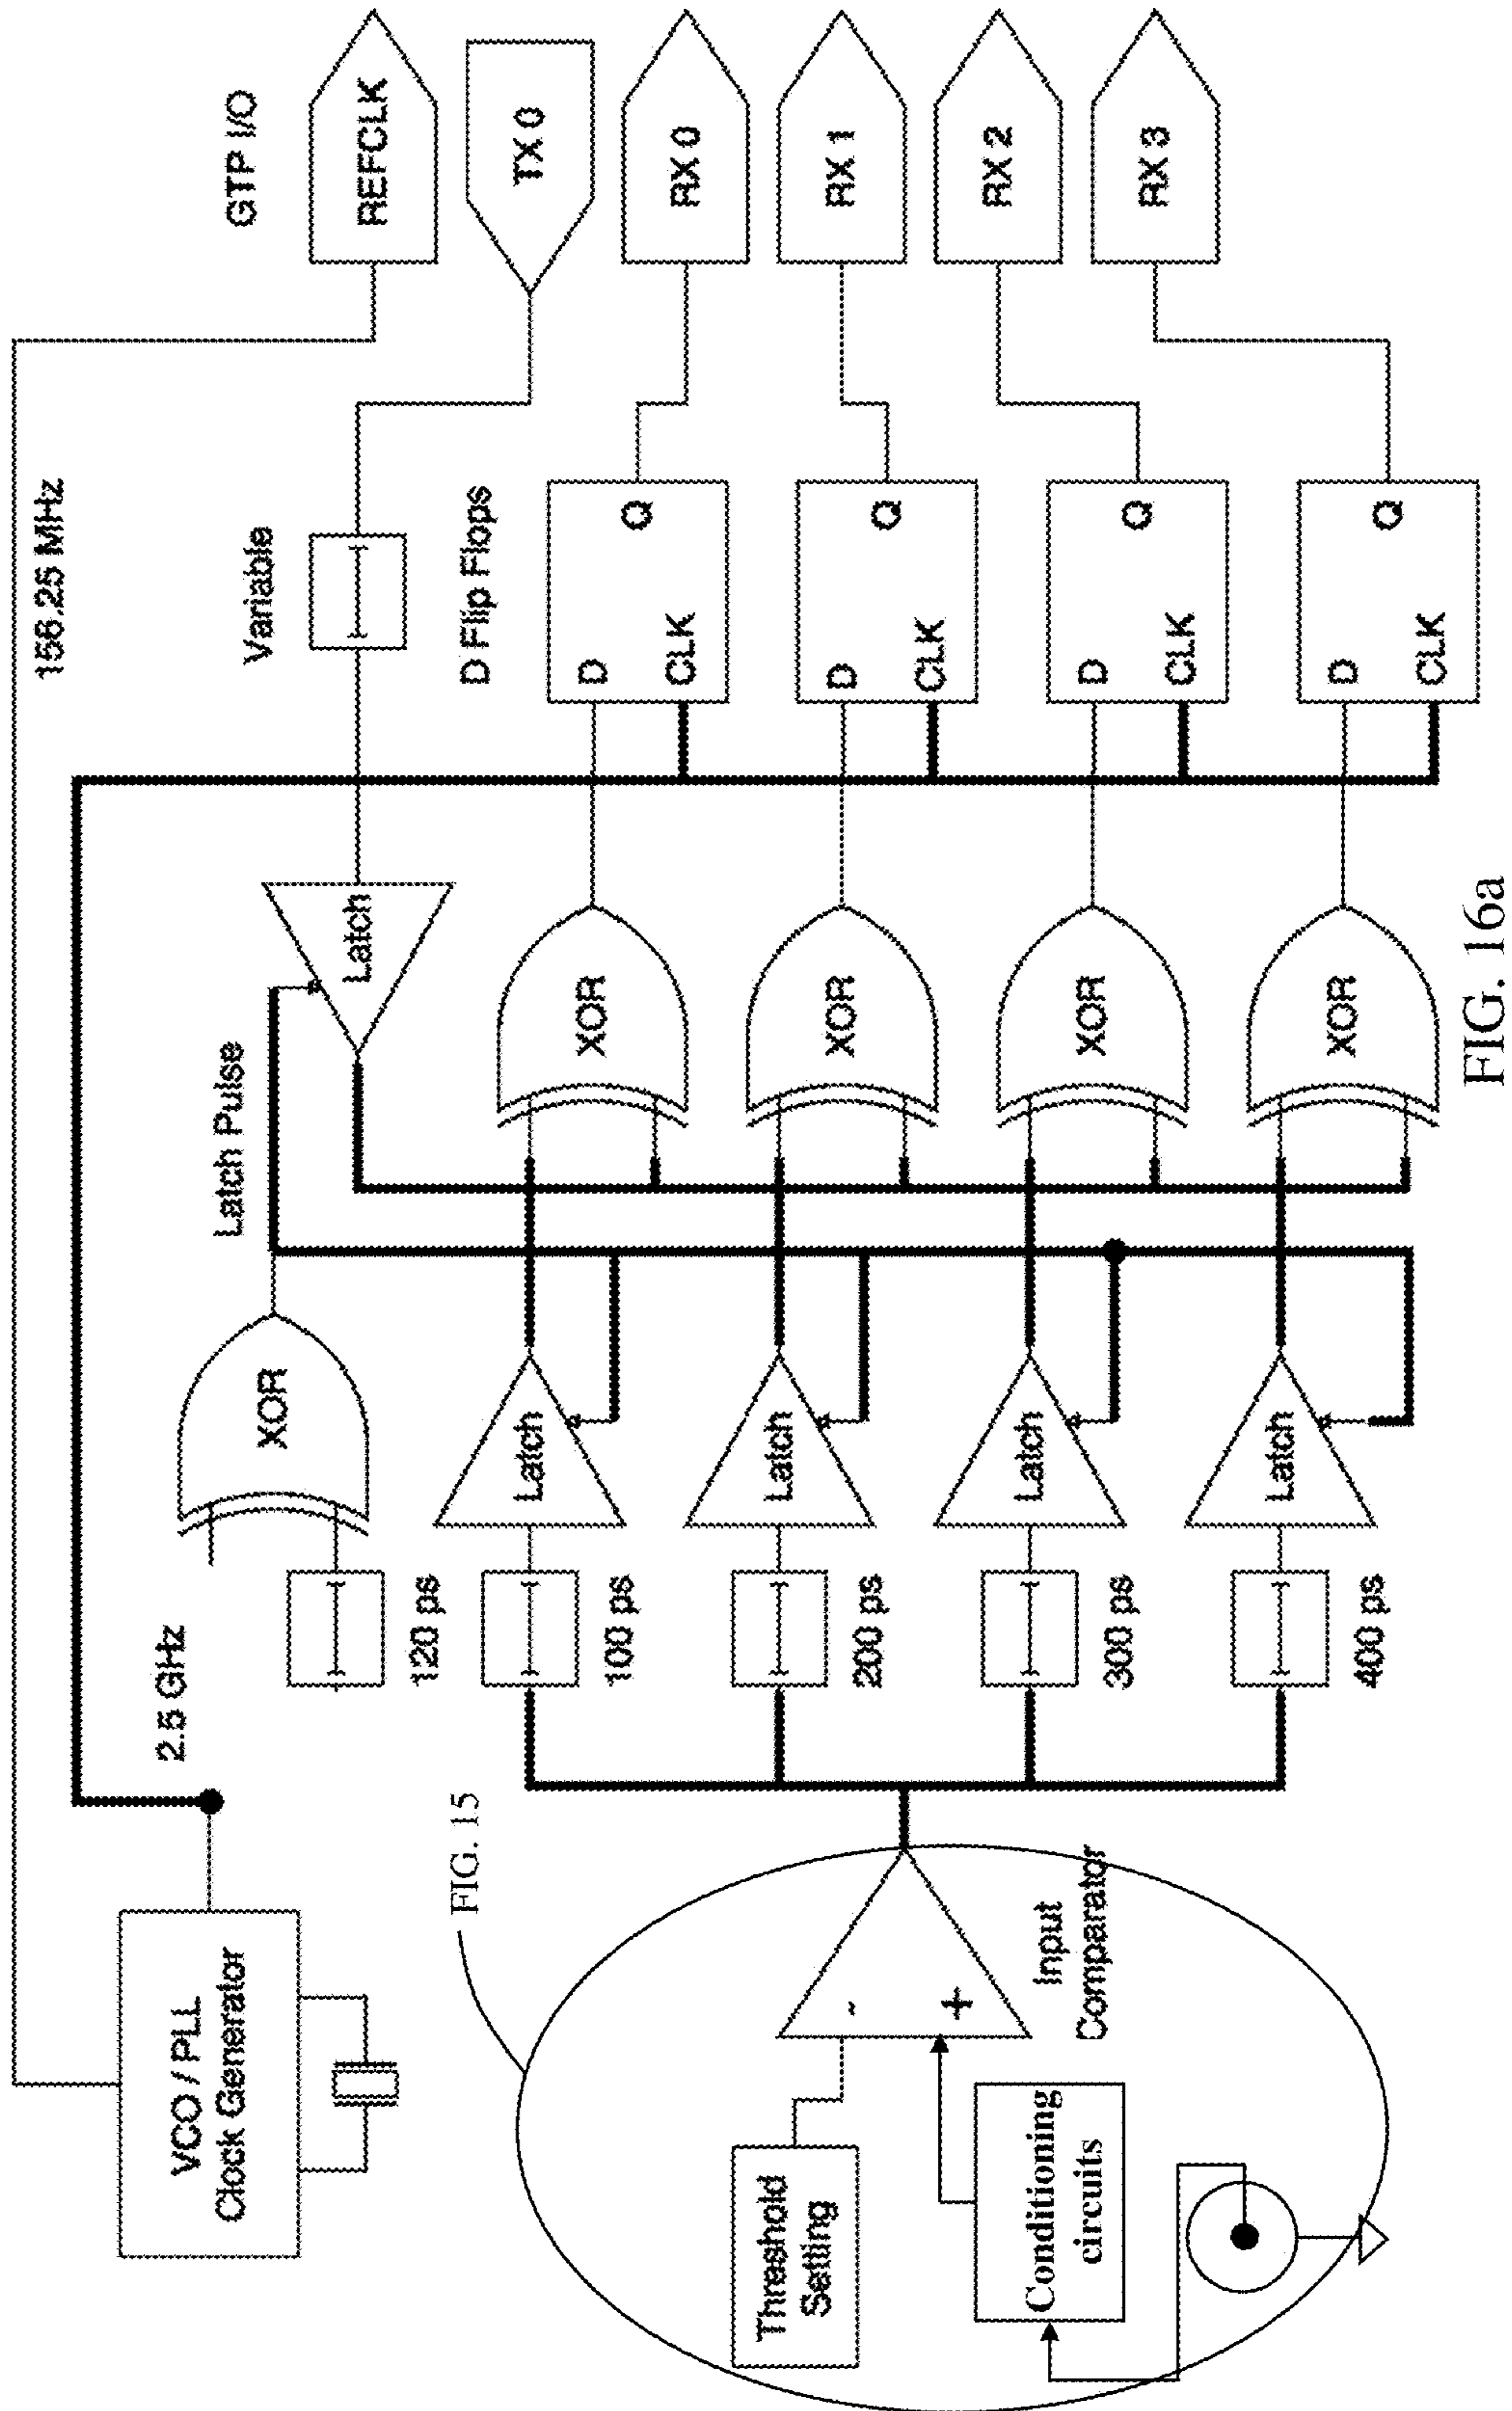 156.25 MHz
GTP I/O
VCO / PLL
Clock Generator
2.5 GHz
XOR
120 ps
Latch Pulse
Latch
Variable
REFCLK
TX 0
FIG. 15
Threshold
Setting
-
+
Input
Comparator
Conditioning
circuits
100 ps
Latch
XOR
D Flip Flops
D
Q
CLK
RX 0
200 ps
Latch
XOR
D
Q
CLK
RX 1
300 ps
Latch
XOR
D
Q
CLK
RX 2
400 ps
Latch
XOR
D
Q
CLK
RX 3
FIG. 16a